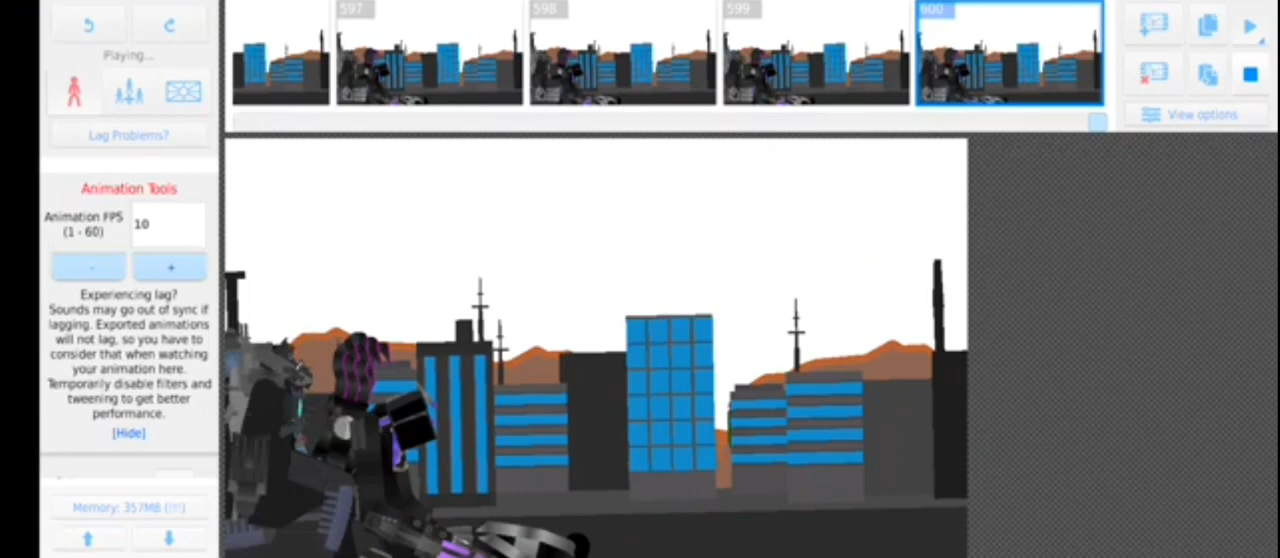 597
598
599
600
Playing...
Lag Problems?
View options
Animation Tools
Animation FPS
(1 - 60)
10
-
+
Experiencing lag?
Sounds may go out of sync if
lagging. Exported animations
will not lag, so you have to
consider that when watching
your animation here.
Temporarily disable filters and
tweening to get better
performance.
[Hide]
Memory: 357MB (!!!)